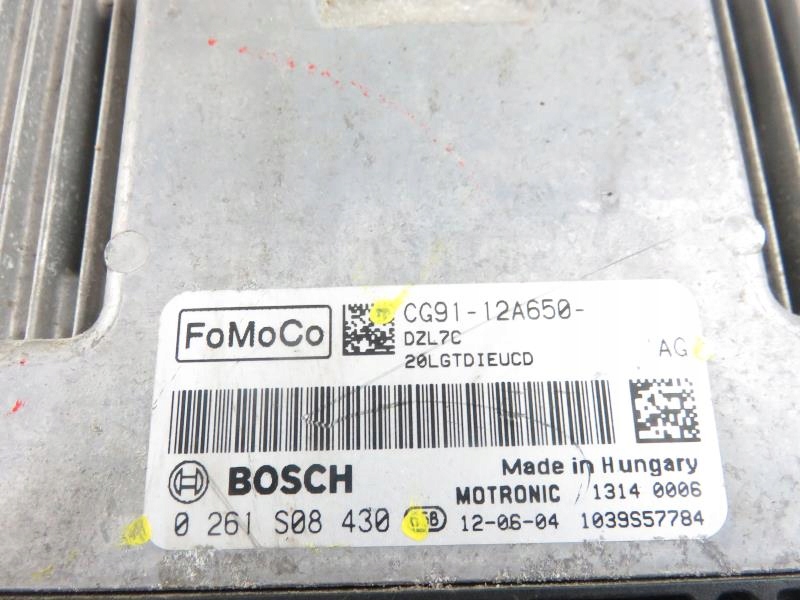 FoMoCo
CG91-12A650-
DZL7C
AG
20LGTDIEUCD
BOSCH
Made in Hungary
MOTRONIC 1314 0006
0 261 S08 430 12-06-04 1039S57784